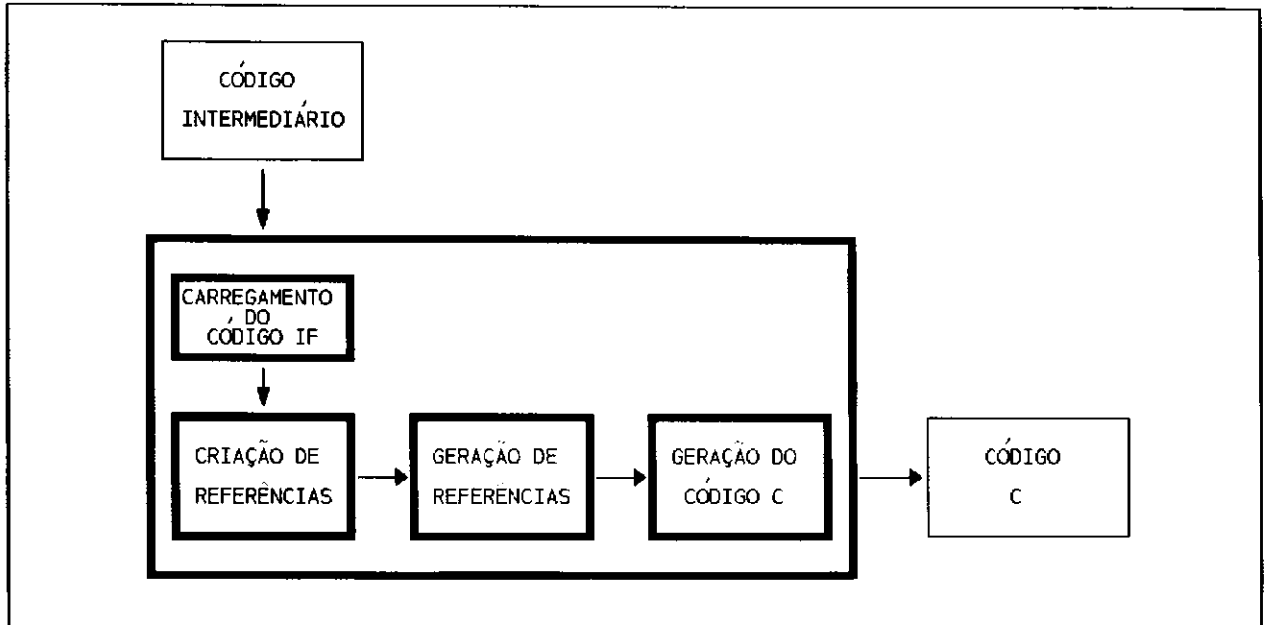 CÓDIGO
INTERMEDIÁRIO
CARREGAMENTO
DO
CÓDIGO IF
CRIAÇÃO DE
REFERÊNCIAS
GERAÇÃO DE
REFERÊNCIAS
GERAÇÃO DO
CÓDIGO C
CÓDIGO
C